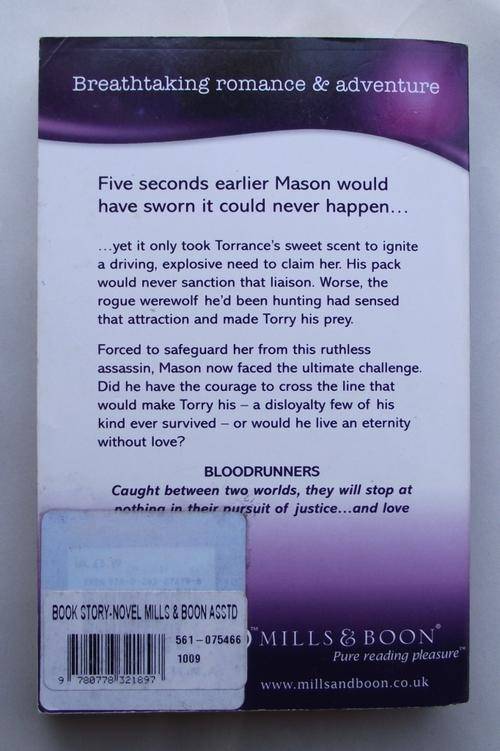 Breathtaking romance & adventure
Five seconds earlier Mason would
have sworn it could never happen...
...yet it only took Torrance's sweet scent to ignite
a driving, explosive need to claim her. His pack
would never sanction that liaison. Worse, the
rogue werewolf he'd been hunting had sensed
that attraction and made Torry his prey.
Forced to safeguard her from this ruthless
assassin, Mason now faced the ultimate challenge.
Did he have the courage to cross the line that
would make Torry his – a disloyalty few of his
kind ever survived – or would he live an eternity
without love?
BLOODRUNNERS
Caught between two worlds, they will stop at
nothing in their pursuit of justice...and love
BOOK STORY-NOVEL MILLS & BOON ASSTD
561-075466
1009
9 780778 321897
MILLS & BOON®
Pure reading pleasure™
www.millsandboon.co.uk